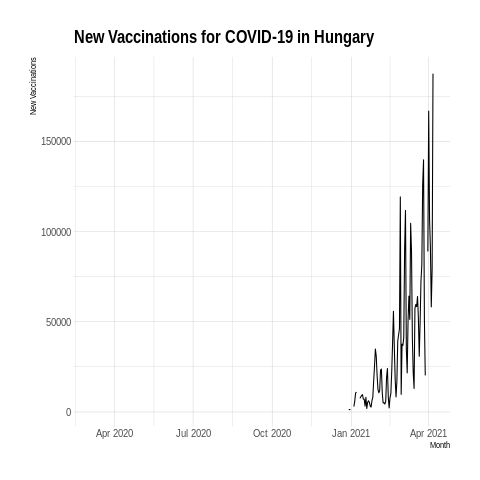 New Vaccinations for COVID-19 in Hungary
New Vaccinations
150000
100000
50000
0
Apr 2020 Jul 2020 Oct 2020 Jan 2021 Apr 2021
Month